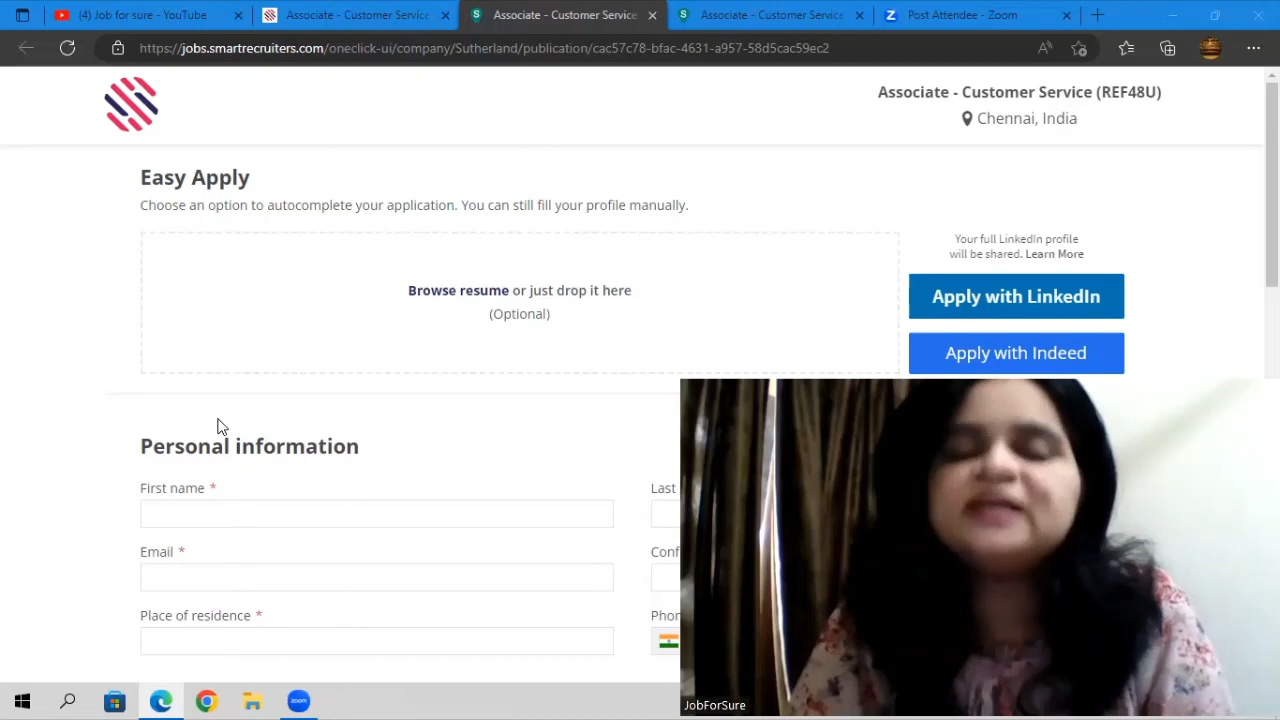 (4) Job for sure - YouTube
Associate - Customer Service
Associate - Customer Service
Associate - Customer Service
Post Attendee - Zoom
https://jobs.smartrecruiters.com/oneclick-ui/company/Sutherland/publication/cac57c78-bfac-4631-a957-58d5cac59ec2
Associate - Customer Service (REF48U)
Chennai, India
Easy Apply
Choose an option to autocomplete your application. You can still fill your profile manually.
Your full LinkedIn profile
will be shared. Learn More
Browse resume or just drop it here
(Optional)
Apply with LinkedIn
Apply with Indeed
Personal information
First name *
Last
Email *
Conf
Place of residence *
Phon
zoom
JobForSure